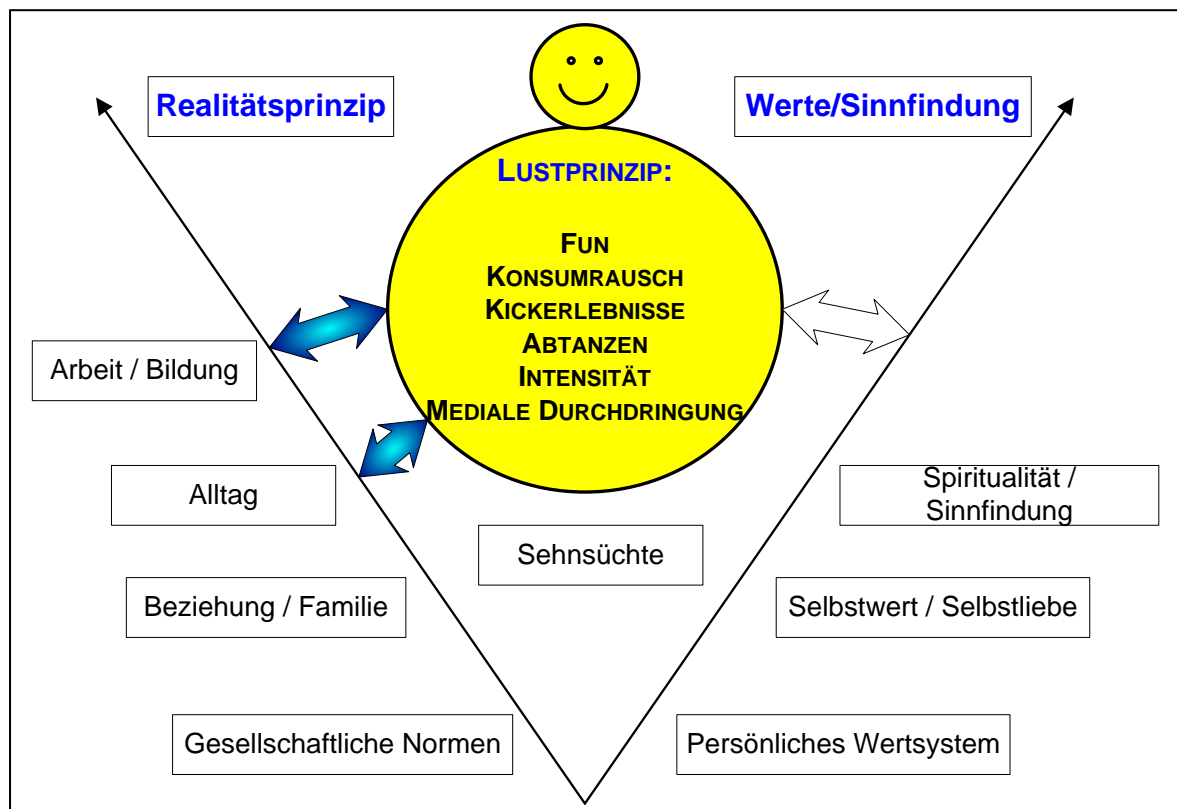 Realitätsprinzip
Werte/Sinnfindung
LUSTPRINZIP:
FUN
KONSUMRAUSCH
KICKERLEBNISSE
ABTANZEN
INTENSITÄT
MEDIALE DURCHDRINGUNG
Arbeit / Bildung
Alltag
Spiritualität /
Sinnfindung
Sehnsüchte
Beziehung / Familie
Selbstwert / Selbstliebe
Gesellschaftliche Normen
Persönliches Wertsystem